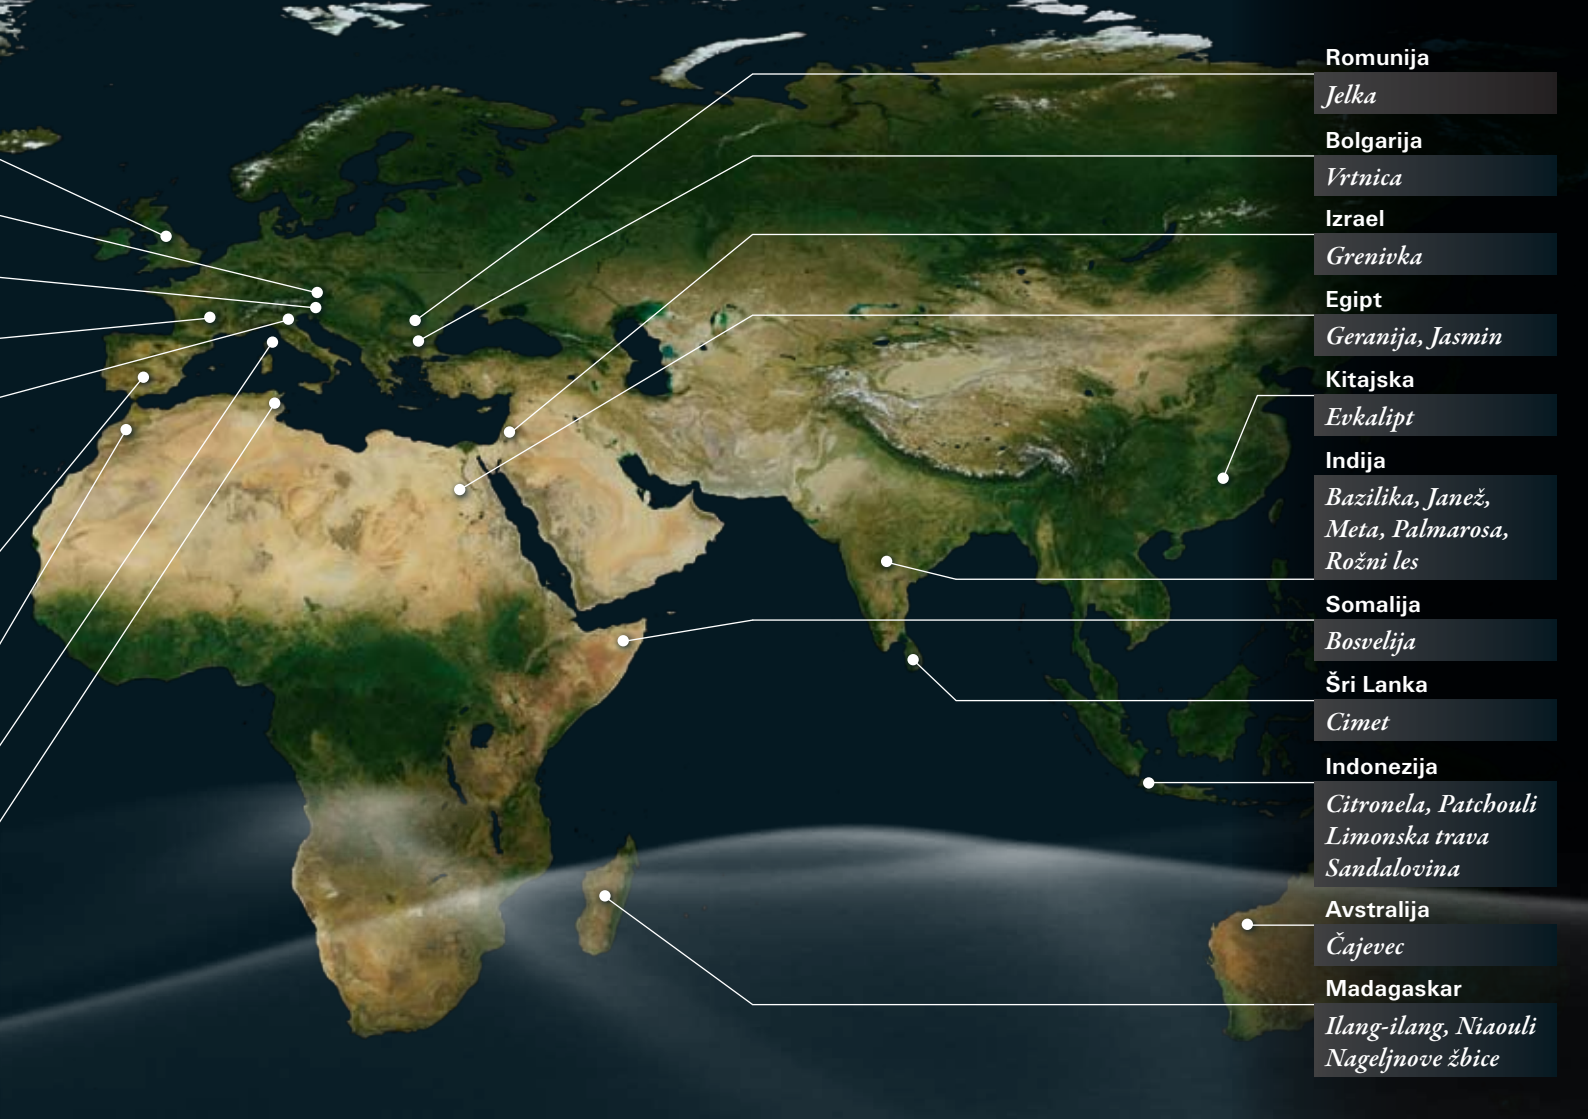 Romunija
Jelka
Bolgarija
Vrtnica
Izrael
Grenivka
Egipt
Geranija, Jasmin
Kitajska
Evkalipt
Indija
Bazilika, Janež,
Meta, Palmarosa,
Rožni les
Somalija
Bosvelija
Šri Lanka
Cimet
Indonezija
Citronela, Patchouli
Limonska trava
Sandalovina
Avstralija
Čajevec
Madagaskar
Ilang-ilang, Niaouli
Nageljnove žbice